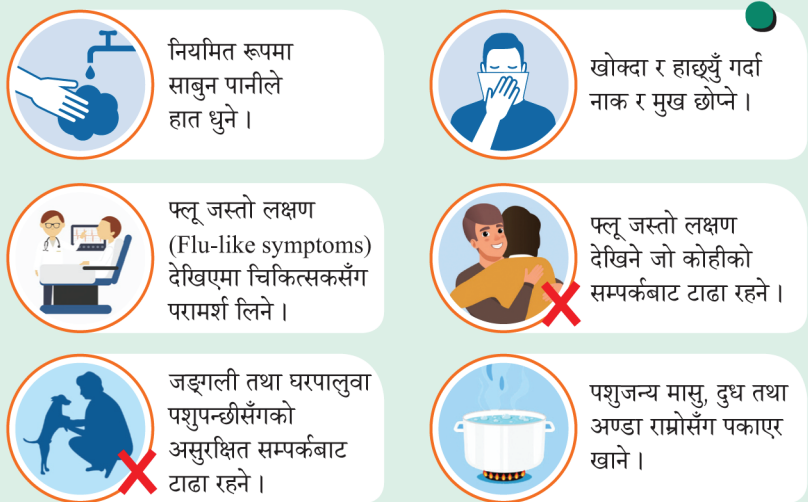 नियमित रूपमा
साबुन पानीले
हात धुने ।
खोक्दा र हाछ्युँ गर्दा
नाक र मुख छोप्ने ।
फ्लू जस्तो लक्षण
(Flu-like symptoms)
देखिएमा चिकित्सकसँग
परामर्श लिने ।
फ्लू जस्तो लक्षण
देखिने जो कोहीको
सम्पर्कबाट टाढा रहने ।
जङ्गली तथा घरपालुवा
पशुपन्छीसँगको
असुरक्षित सम्पर्कबाट
टाढा रहने ।
पशुजन्य मासु, दुध तथा
अण्डा राम्रोसँग पकाएर
खाने ।